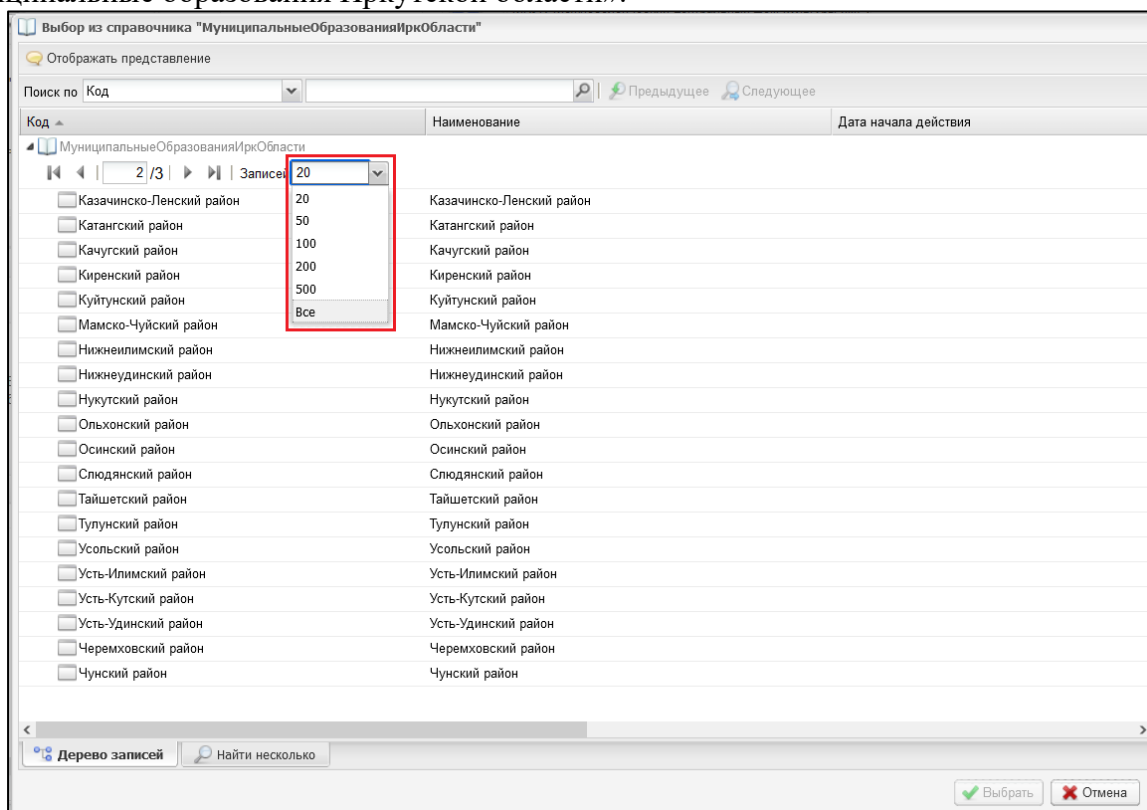 ципальные образования Иркутской области».
Выбор из справочника "МуниципальныеОбразованияИркОбласти"
Отображать представление
Поиск по Код Предыдущее Следующее
Код Наименование Дата начала действия
МуниципальныеОбразованияИркОбласти
2 /3 Записей 20
20
50
100
200
500
Все
Казачинско-Ленский район Казачинско-Ленский район
Катангский район Катангский район
Качугский район Качугский район
Киренский район Киренский район
Куйтунский район Куйтунский район
Мамско-Чуйский район Мамско-Чуйский район
Нижнеилимский район Нижнеилимский район
Нижнеудинский район Нижнеудинский район
Нукутский район Нукутский район
Ольхонский район Ольхонский район
Осинский район Осинский район
Слюдянский район Слюдянский район
Тайшетский район Тайшетский район
Тулунский район Тулунский район
Усольский район Усольский район
Усть-Илимский район Усть-Илимский район
Усть-Кутский район Усть-Кутский район
Усть-Удинский район Усть-Удинский район
Черемховский район Черемховский район
Чунский район Чунский район
Дерево записей Найти несколько
Выбрать Отмена